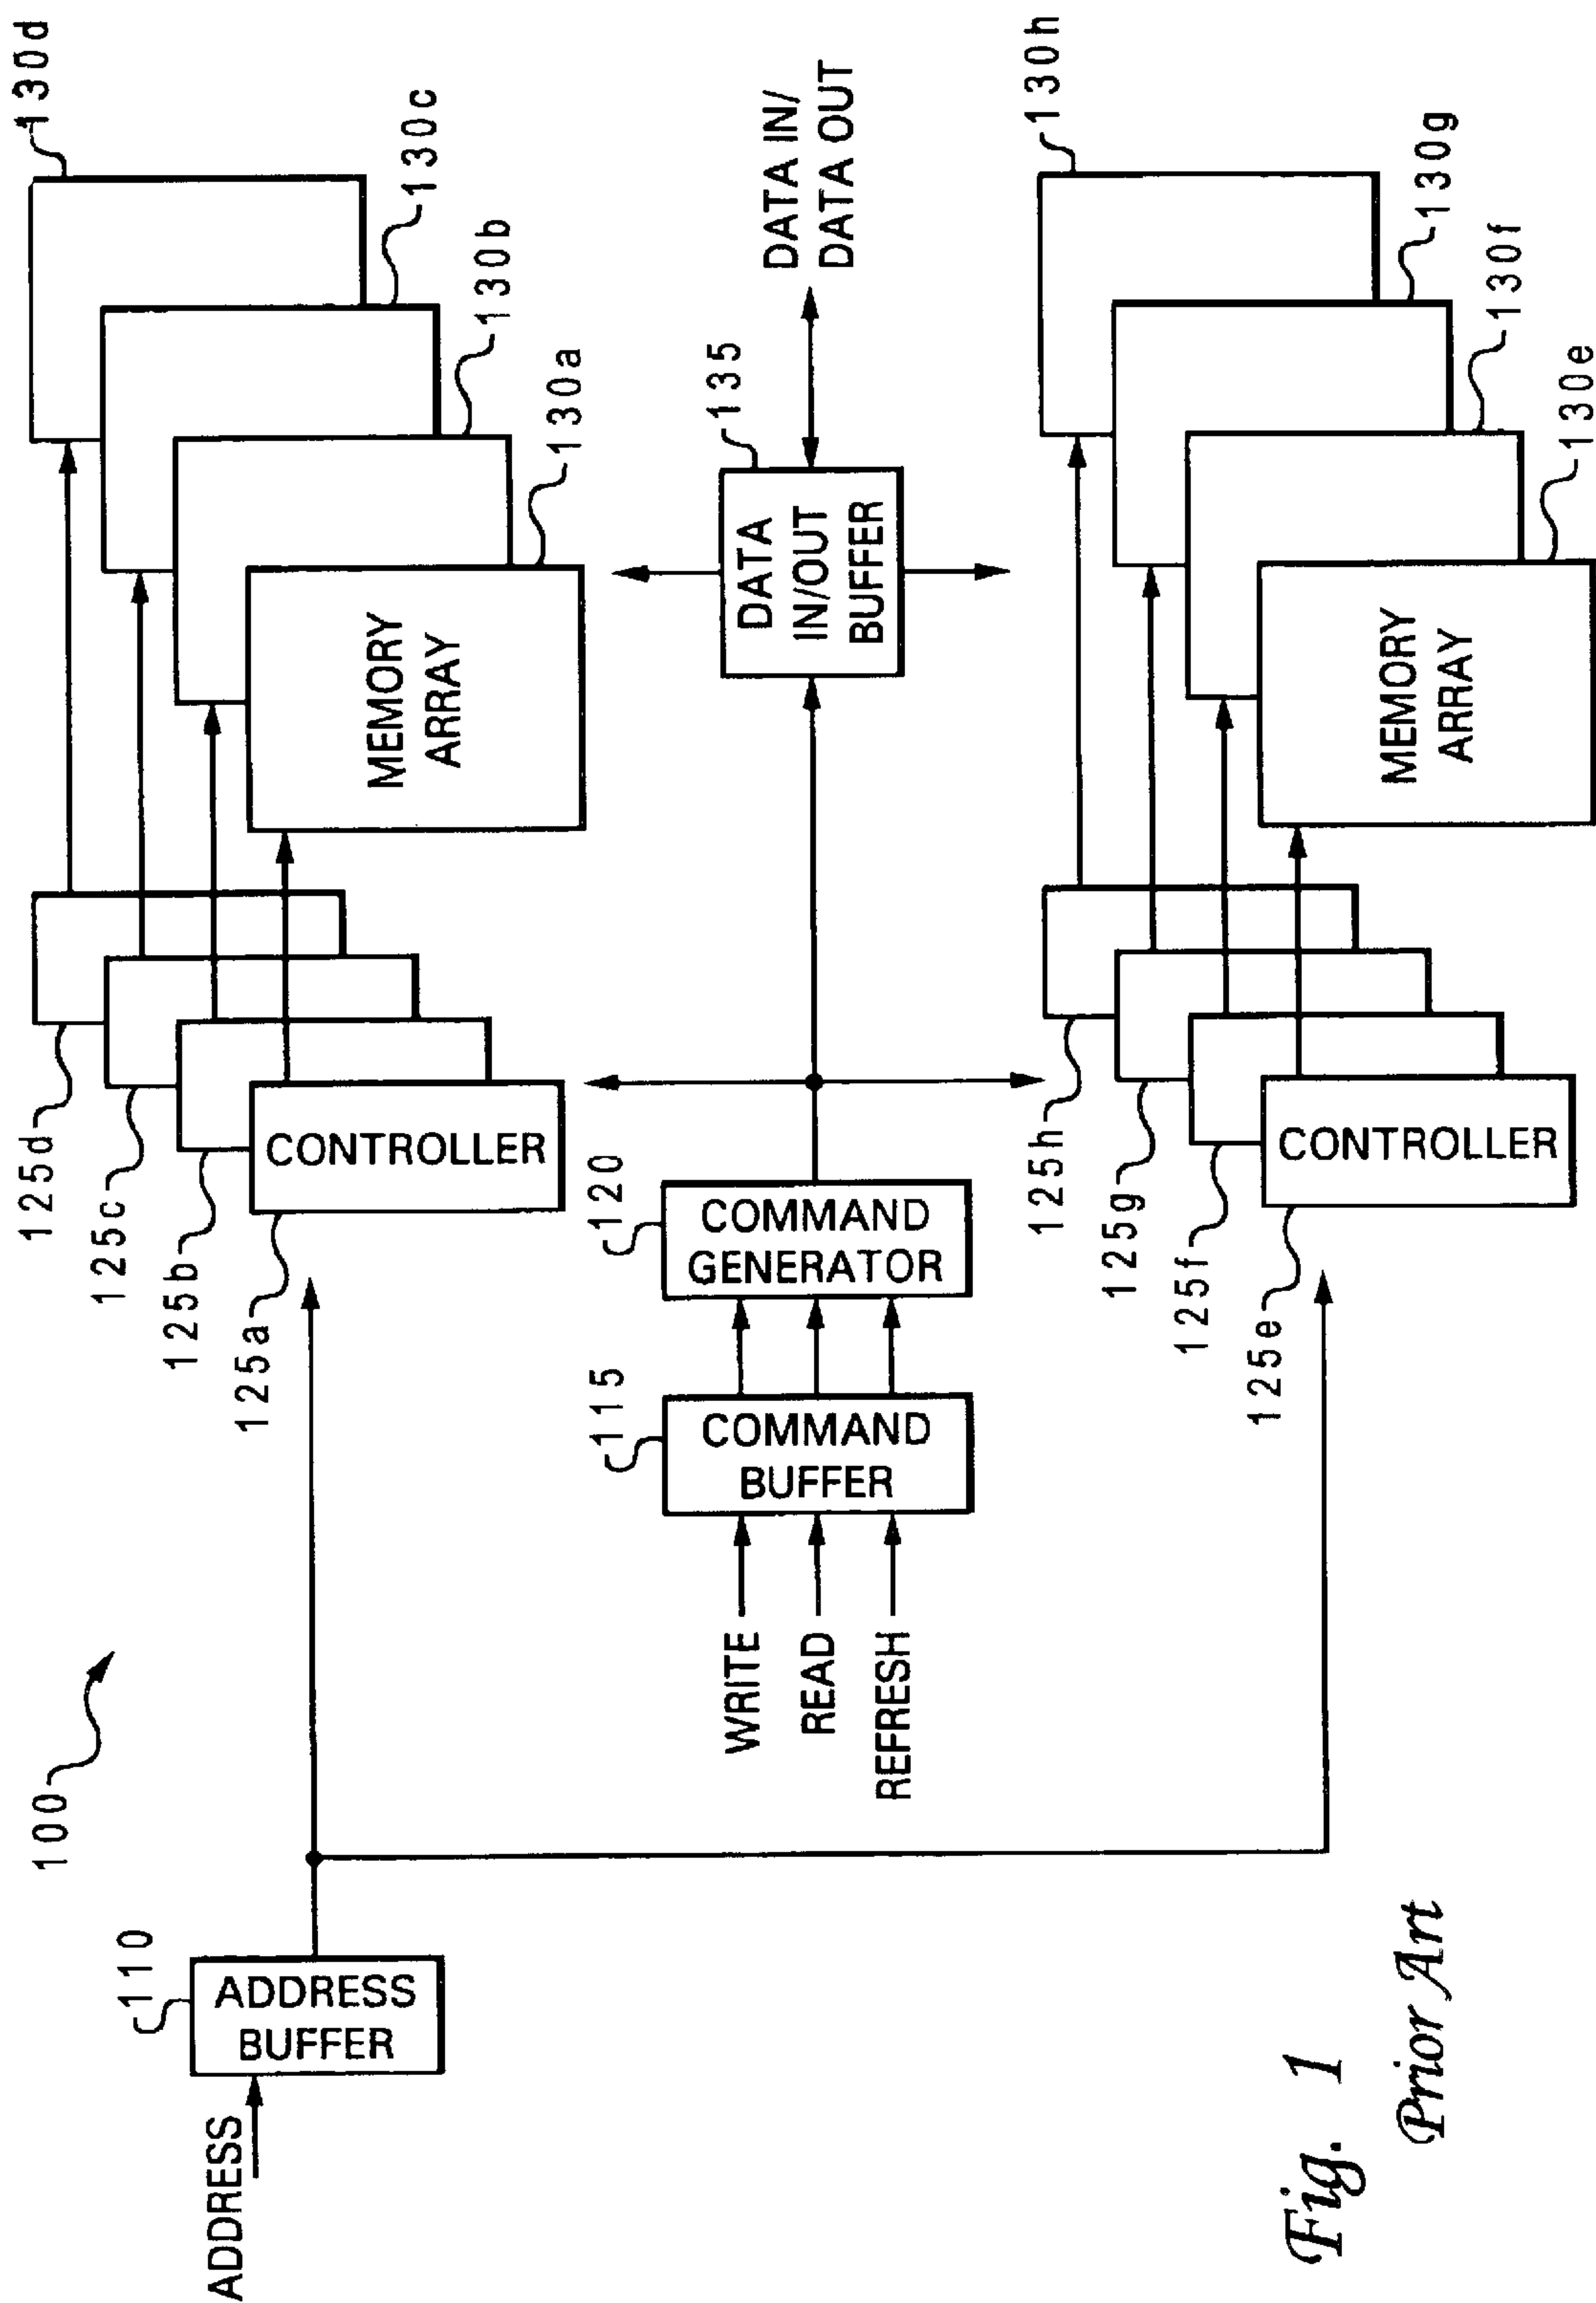 100
ADDRESS
110
ADDRESS
BUFFER
125d
125c
125b
125a
CONTROLLER
130d
130c
130b
130a
MEMORY
ARRAY
WRITE
READ
REFRESH
115
COMMAND
BUFFER
120
COMMAND
GENERATOR
135
DATA
IN/OUT
BUFFER
DATA IN/
DATA OUT
125h
125g
125f
125e
CONTROLLER
130h
130g
130f
130e
MEMORY
ARRAY
Fig. 1
Prior Art